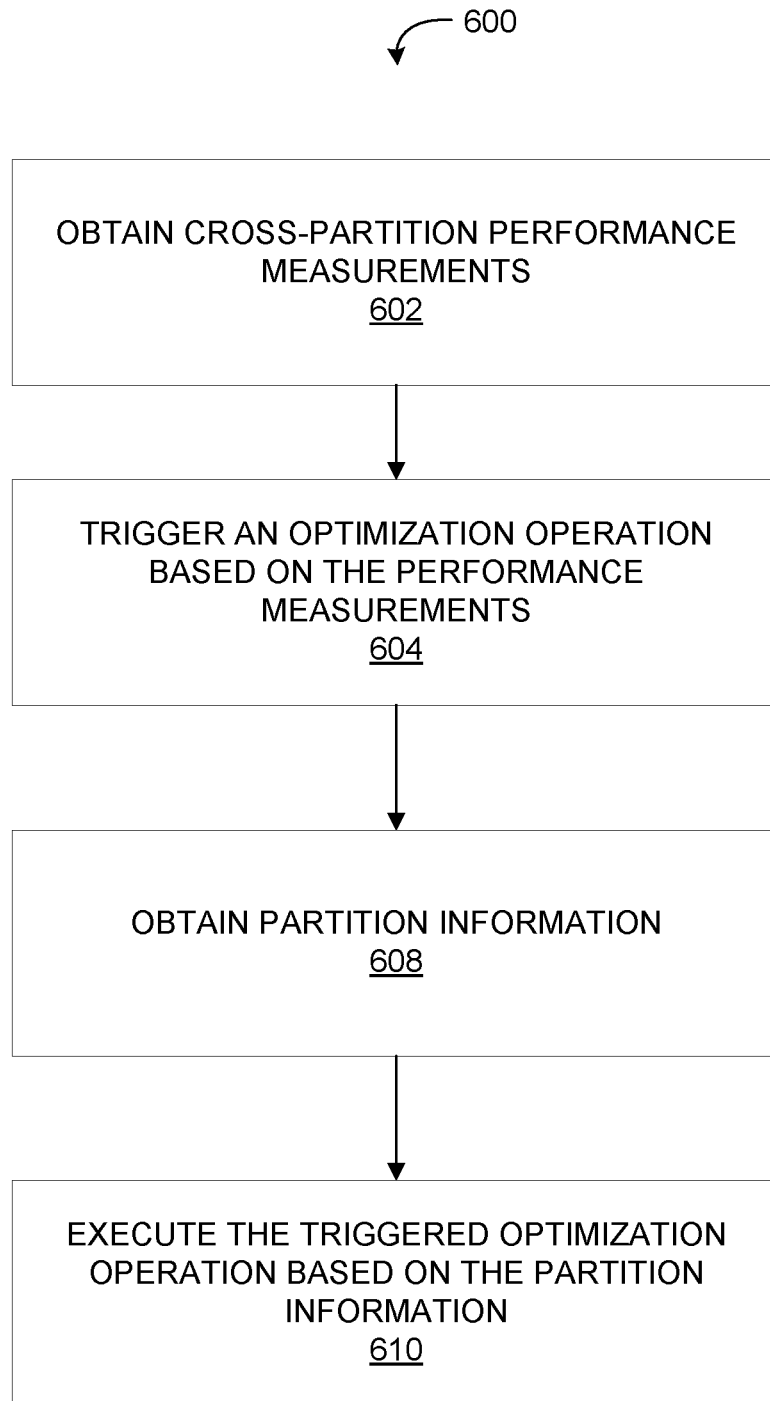 600
OBTAIN CROSS-PARTITION PERFORMANCE
MEASUREMENTS
602
TRIGGER AN OPTIMIZATION OPERATION
BASED ON THE PERFORMANCE
MEASUREMENTS
604
OBTAIN PARTITION INFORMATION
608
EXECUTE THE TRIGGERED OPTIMIZATION
OPERATION BASED ON THE PARTITION
INFORMATION
610